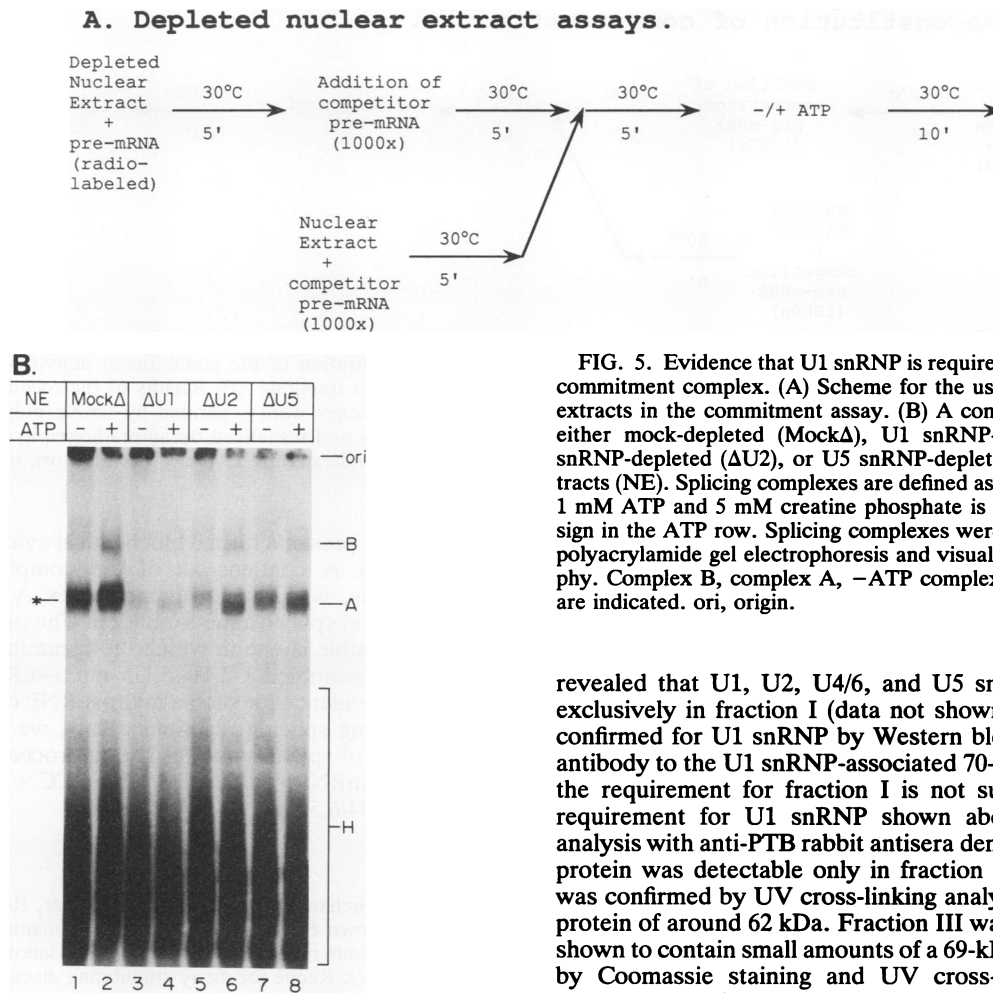 A. Depleted nuclear extract assays.
Depleted
Nuclear
Extract
+
pre-mRNA
(radio-
labeled)
30°C
5'
Addition of
competitor
pre-mRNA
(1000x)
30°C
5'
30°C
5'
-/+ ATP
30°C
10'
Nuclear
Extract
+
competitor
pre-mRNA
(1000x)
30°C
5'
B.
NE MockΔ ΔU1 ΔU2 ΔU5
ATP - + - + - + - +
ori
B
*
A
H
1 2 3 4 5 6 7 8
FIG. 5. Evidence that U1 snRNP is require
commitment complex. (A) Scheme for the us
extracts in the commitment assay. (B) A com
either mock-depleted (MockΔ), U1 snRNP-
snRNP-depleted (ΔU2), or U5 snRNP-deplet
tracts (NE). Splicing complexes are defined as
1 mM ATP and 5 mM creatine phosphate is
sign in the ATP row. Splicing complexes wer
polyacrylamide gel electrophoresis and visual
phy. Complex B, complex A, −ATP complex
are indicated. ori, origin.
revealed that U1, U2, U4/6, and U5 sn
exclusively in fraction I (data not shown
confirmed for U1 snRNP by Western blo
antibody to the U1 snRNP-associated 70-
the requirement for fraction I is not su
requirement for U1 snRNP shown abo
analysis with anti-PTB rabbit antisera dem
protein was detectable only in fraction
was confirmed by UV cross-linking analy
protein of around 62 kDa. Fraction III wa
shown to contain small amounts of a 69-kD
by Coomassie staining and UV cross-